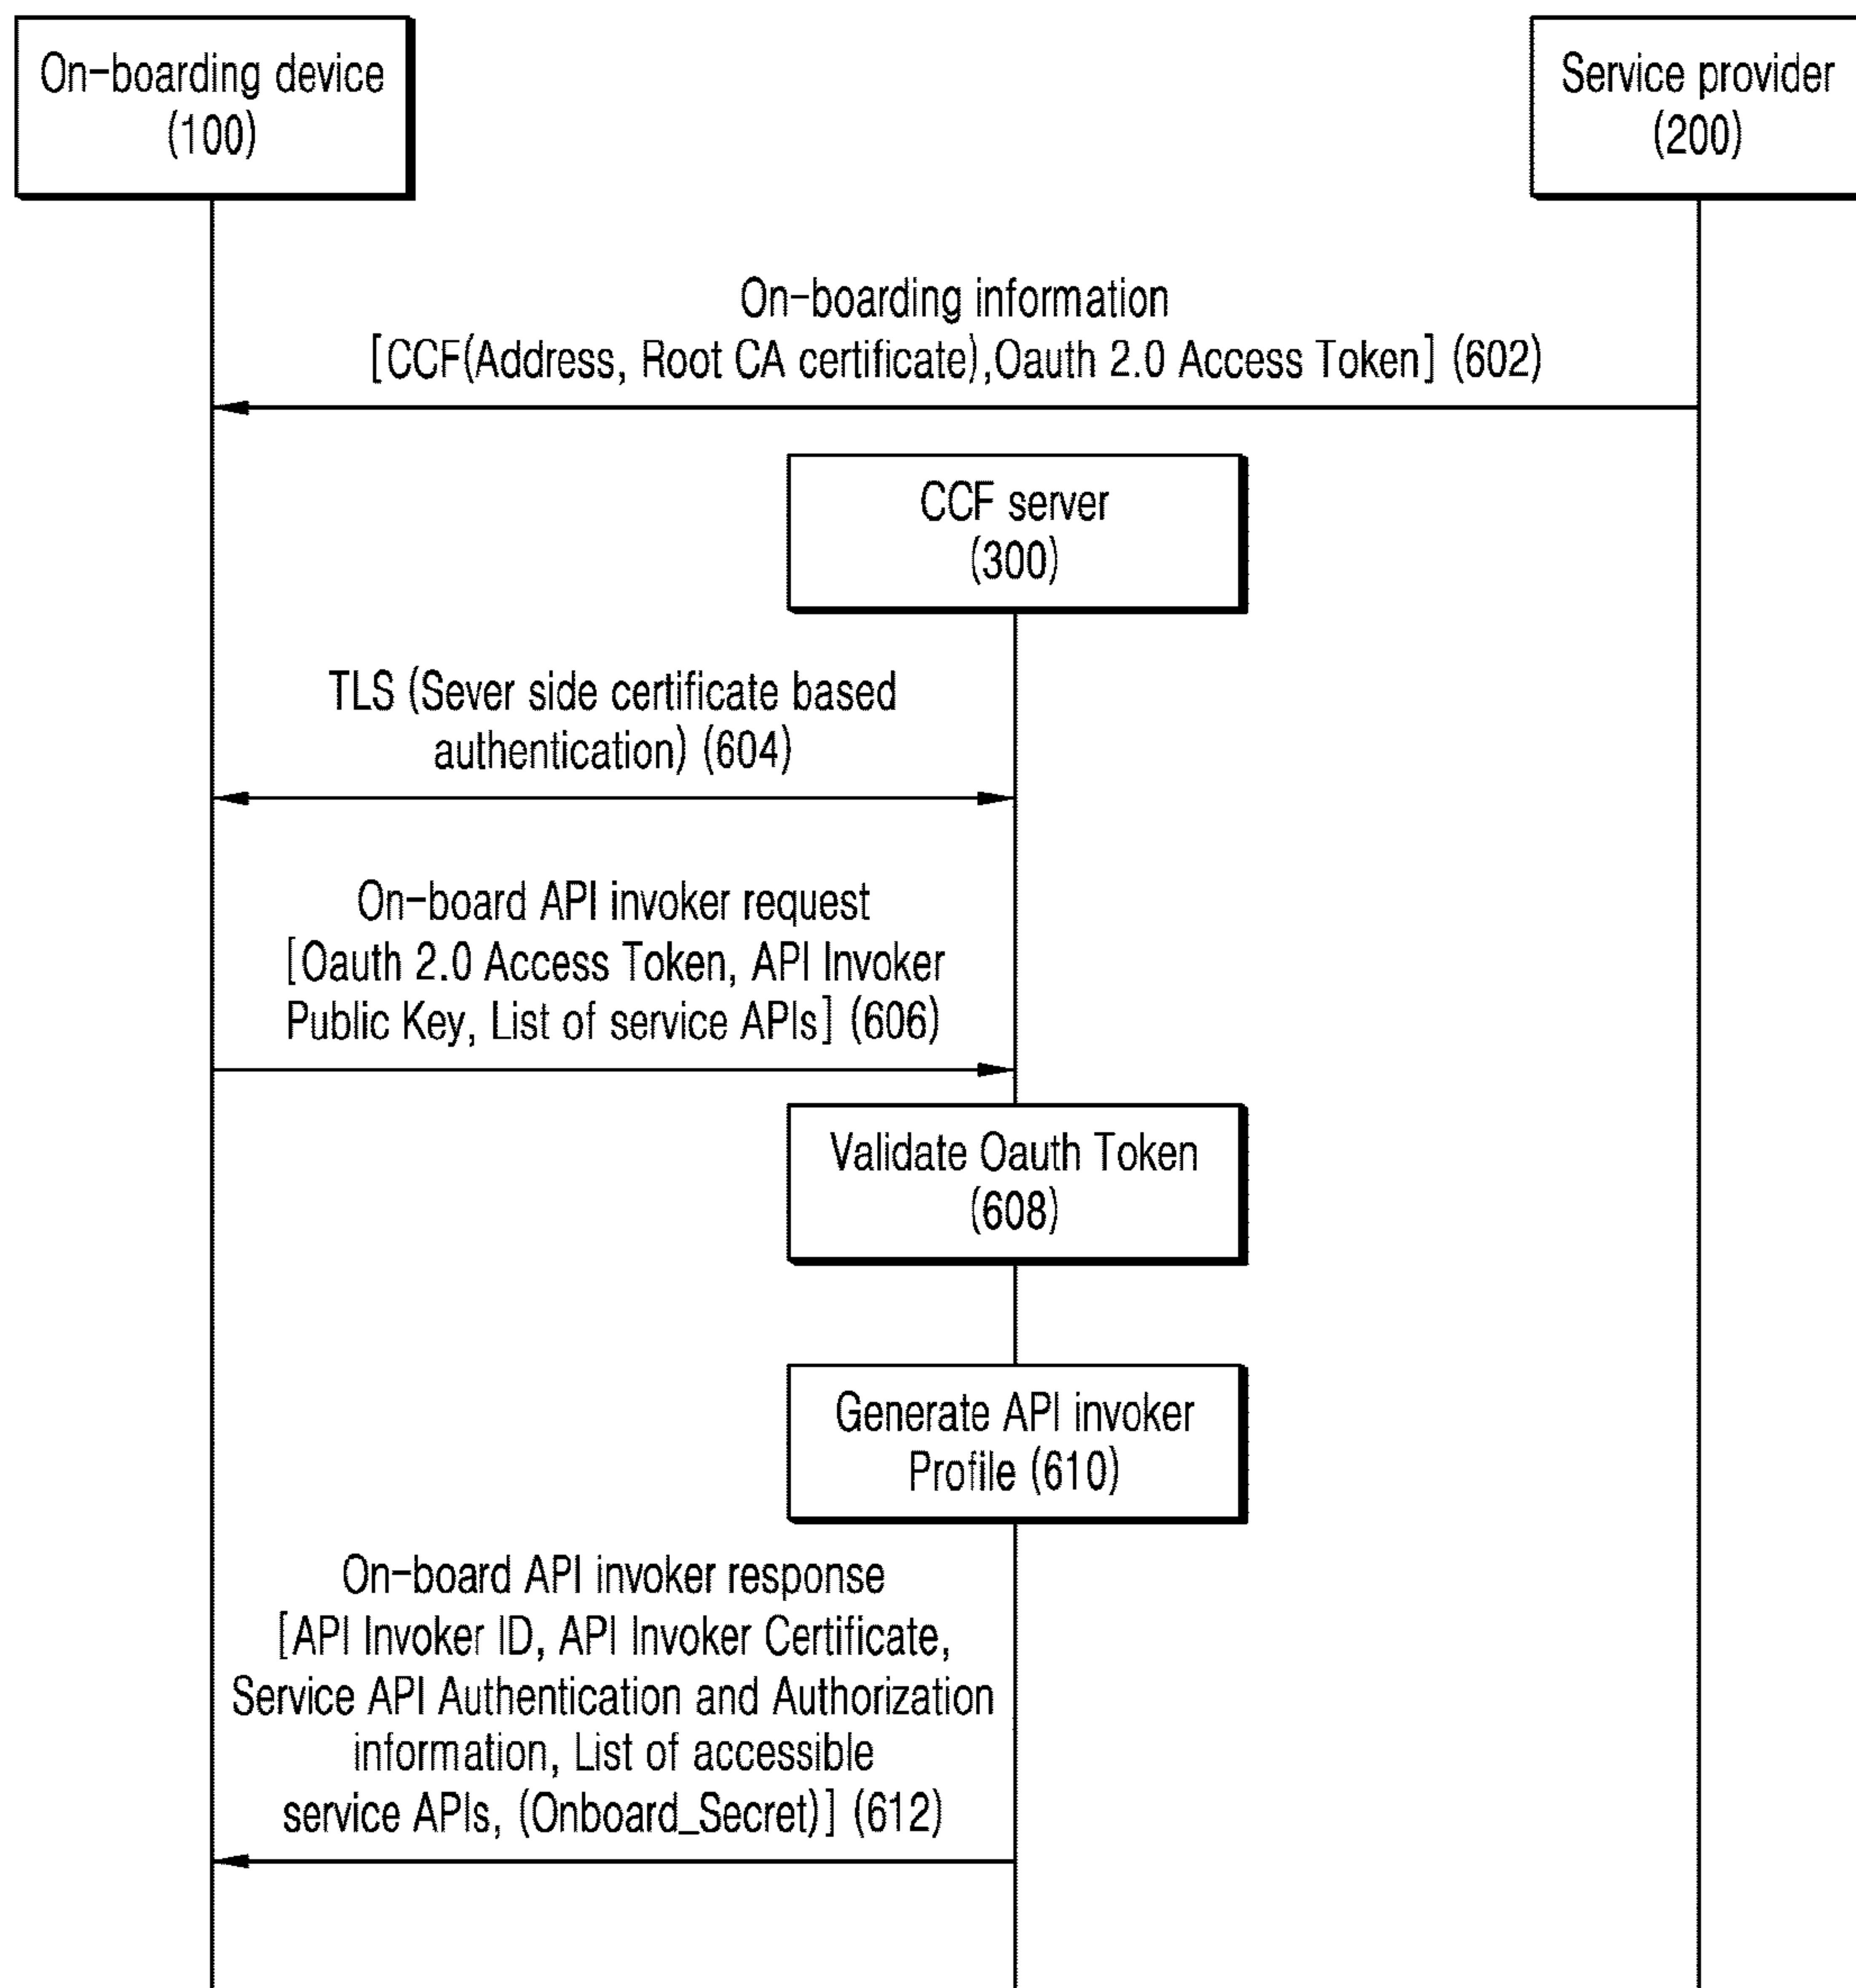 On-boarding device
(100)
Service provider
(200)
On-boarding information
[CCF(Address, Root CA certificate),Oauth 2.0 Access Token] (602)
CCF server
(300)
TLS (Sever side certificate based
authentication) (604)
On-board API invoker request
[Oauth 2.0 Access Token, API Invoker
Public Key, List of service APIs] (606)
Validate Oauth Token
(608)
Generate API invoker
Profile (610)
On-board API invoker response
[API Invoker ID, API Invoker Certificate,
Service API Authentication and Authorization
information, List of accessible
service APIs, (Onboard_Secret)] (612)